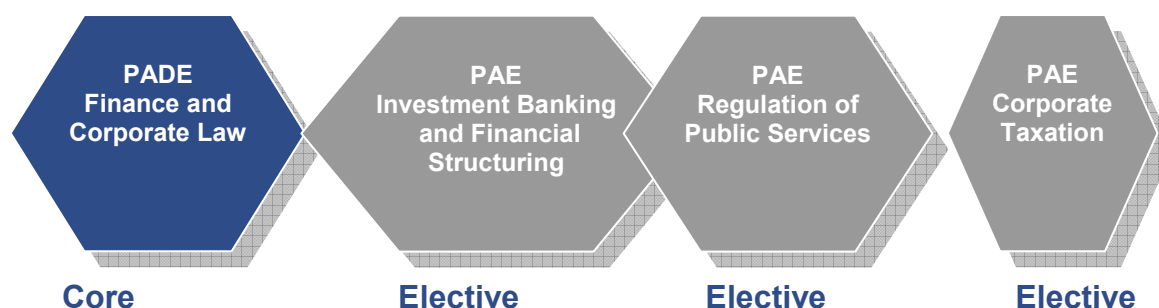 PADE
Finance and
Corporate Law
PAE
Investment Banking
and Financial
Structuring
PAE
Regulation of
Public Services
PAE
Corporate
Taxation
Core
Elective
Elective
Elective